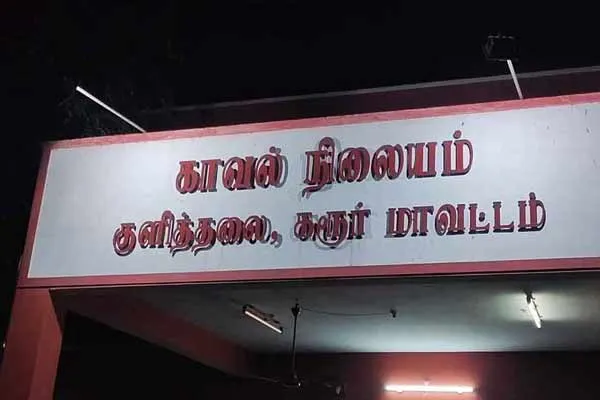 காவல் நிலையம்
குளித்தலை, கரூர் மாவட்டம்